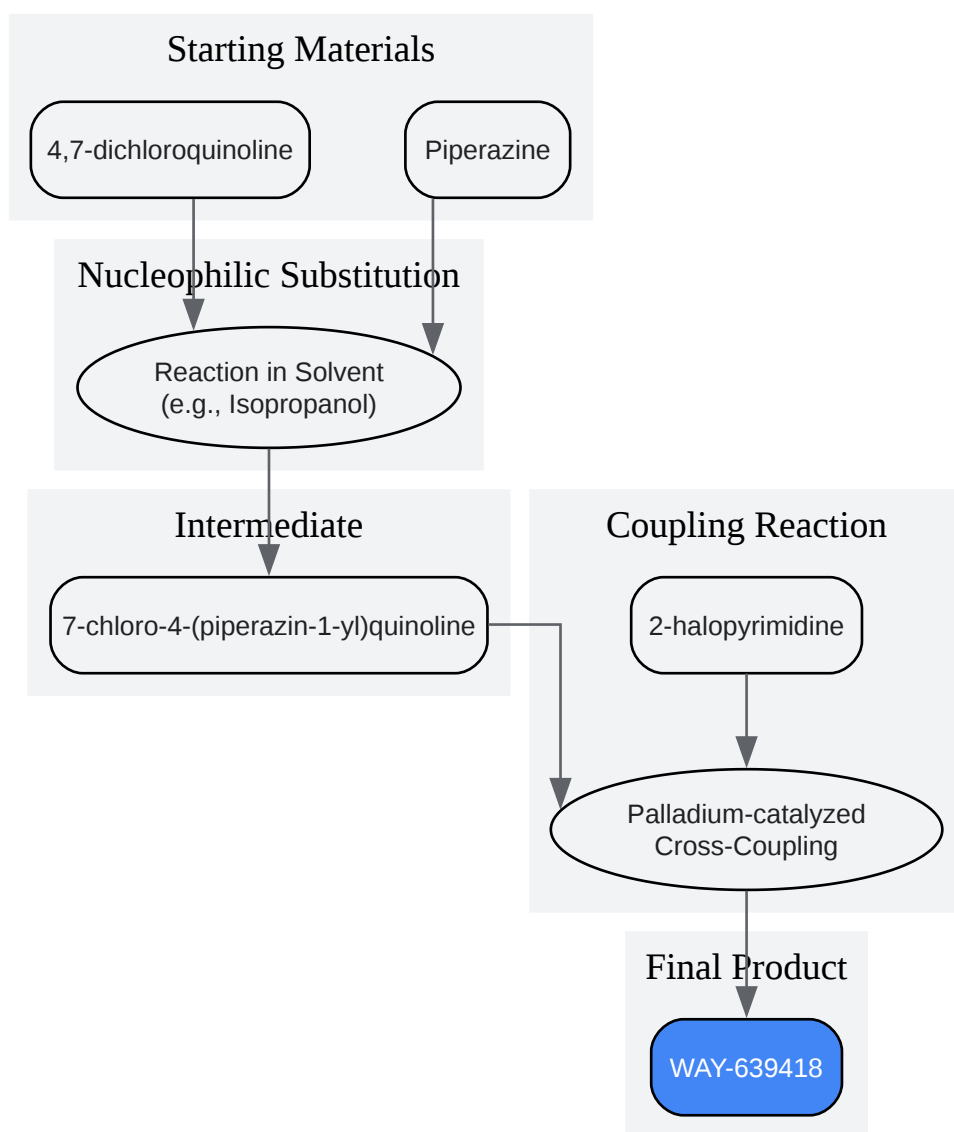 Starting Materials
4,7-dichloroquinoline
Piperazine
Nucleophilic Substitution
Reaction in Solvent
(e.g., Isopropanol)
Intermediate
7-chloro-4-(piperazin-1-yl)quinoline
Coupling Reaction
2-halopyrimidine
Palladium-catalyzed
Cross-Coupling
Final Product
WAY-639418